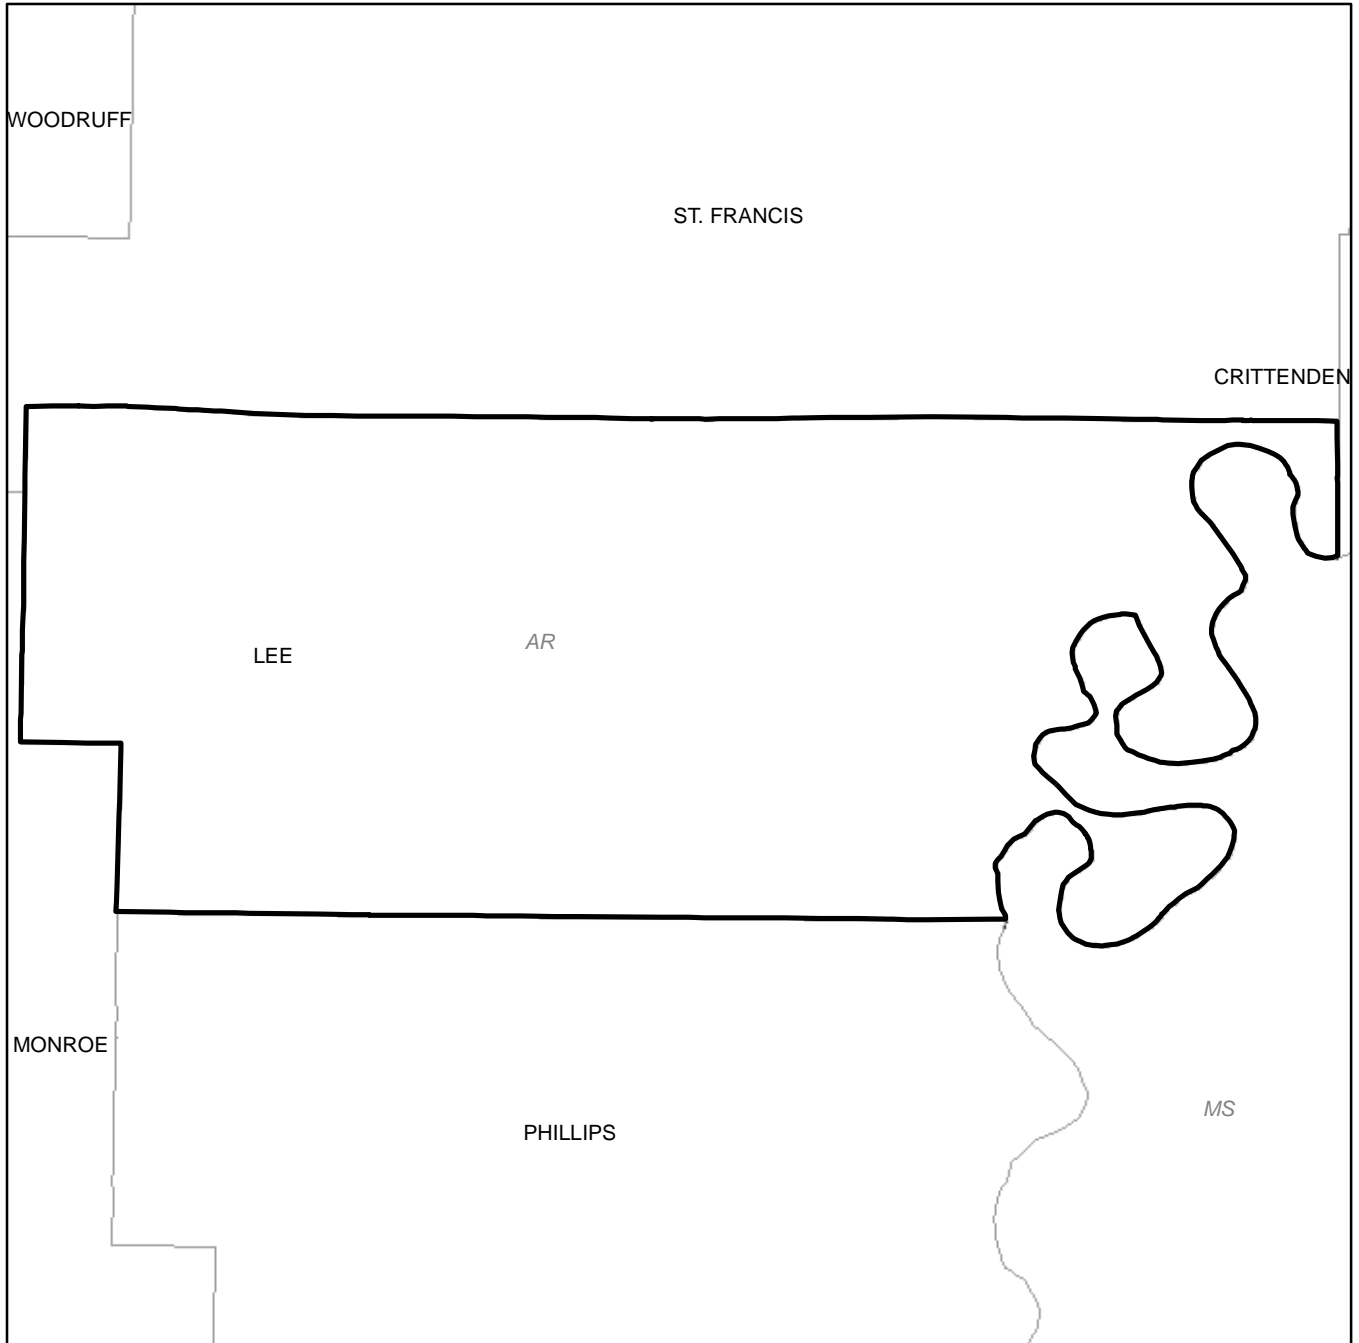 WOODRUFF
ST. FRANCIS
CRITTENDEN
AR
LEE
MONROE
MS
PHILLIPS